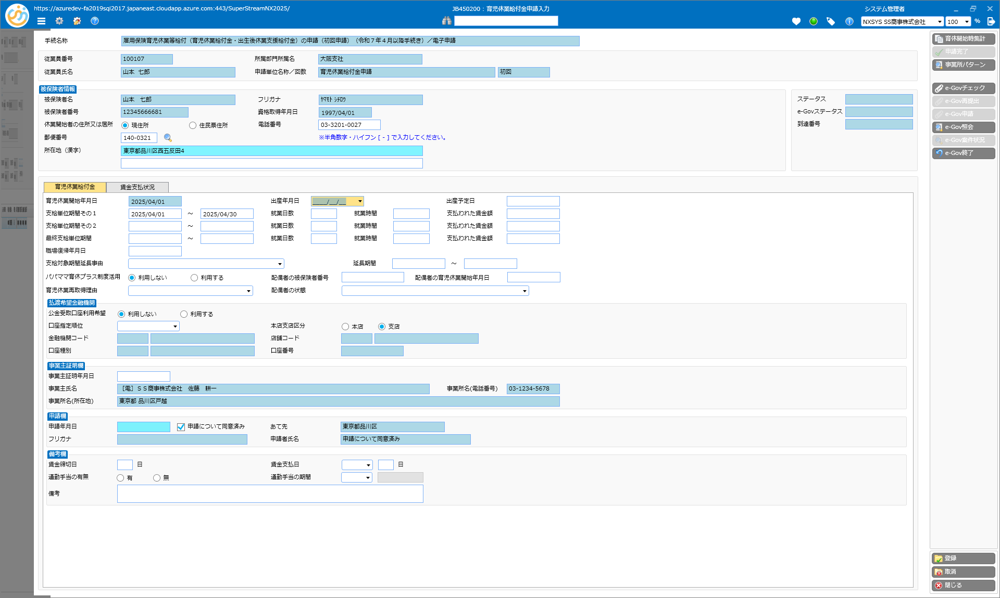 https://azuredev-fa2019sql2017.japaneast.cloudapp.azure.com:443/SuperStreamNX2025/
JB450200：育児休業給付金申請入力
システム管理者
NXSYS SS商事株式会社
100
%
手続名称
雇用保険育児休業等給付（育児休業給付金・出生後休業支援給付金）の申請（初回申請）（令和７年４月以降手続き）／電子申請
従業員番号
100107
所属部門所属名
大阪支社
従業員氏名
山本 七郎
申請単位名称／回数
育児休業給付金申請
初回
被保険者情報
被保険者名
山本　七郎
フリガナ
ﾔﾏﾓﾄ ｼﾁﾛｳ
被保険者番号
12345666681
資格取得年月日
1997/04/01
休業開始者の住所又は居所
現住所
住民票住所
電話番号
03-3201-0027
郵便番号
140-0321
※半角数字・ハイフン [ - ] で入力してください。
所在地（漢字）
東京都品川区西五反田4
ステータス
e-Govステータス
到達番号
育児休業給付金
賃金支払状況
育児休業開始年月日
2025/04/01
出産年月日
____/__/__
出産予定日
支給単位期間その１
2025/04/01
～
2025/04/30
就業日数
就業時間
支払われた賃金額
支給単位期間その２
～
就業日数
就業時間
支払われた賃金額
最終支給単位期間
～
就業日数
就業時間
支払われた賃金額
職場復帰年月日
支給対象期間延長事由
延長期間
～
パパママ育休プラス制度活用
利用しない
利用する
配偶者の被保険者番号
配偶者の育児休業開始年月日
育児休業再取得理由
配偶者の状態
払渡希望金融機関
公金受取口座利用希望
利用しない
利用する
口座指定順位
本店支店区分
本店
支店
金融機関コード
店舗コード
口座種別
口座番号
事業主証明欄
事業主証明年月日
事業主氏名
［電］ＳＳ商事株式会社　佐藤　耕一
事業所名(電話番号)
03-1234-5678
事業所名(所在地)
東京都 品川区戸越
申請欄
申請年月日
申請について同意済み
あて先
東京都品川区
フリガナ
申請者氏名
申請について同意済み
備考欄
賃金締切日
日
賃金支払日
日
通勤手当の有無
有
無
通勤手当の期間
備考
育休開始時集計
申請完了
事業所パターン
e-Govチェック
e-Gov再提出
e-Gov申請
e-Gov照会
e-Gov案件状況
e-Gov終了
登録
取消
閉じる